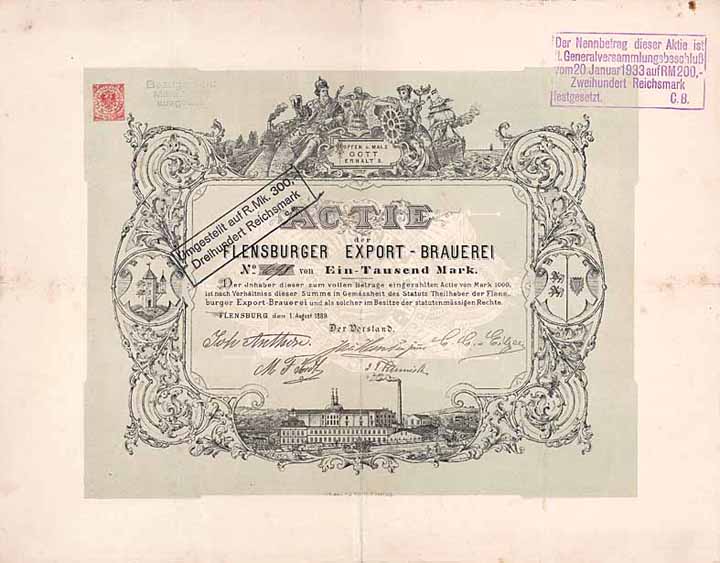 Der Nennbetrag dieser Aktie ist
lt. Generalversammlungsbeschluß
vom 20 Januar 1933 auf RM 200,-
Zweihundert Reichsmark
festgesetzt. C.B.
HOPFEN u. MALZ
GOTT
ERHALT'S
Umgestellt auf R.Mk. 300,
Dreihundert Reichsmark
ACTIE
der
FLENSBURGER EXPORT-BRAUEREI
No von Ein-Tausend Mark.
Der Jnhaber dieser zum vollen Betrage eingezahlten Actie von Mark 1000,
ist nach Verhältniss dieser Summe in Gemässheit des Statuts Theilhaber der Flens-
burger Export-Brauerei und als solcher im Besitze der statutenmässigen Rechte.
FLENSBURG den 1. August 1889.
Der Vorstand.